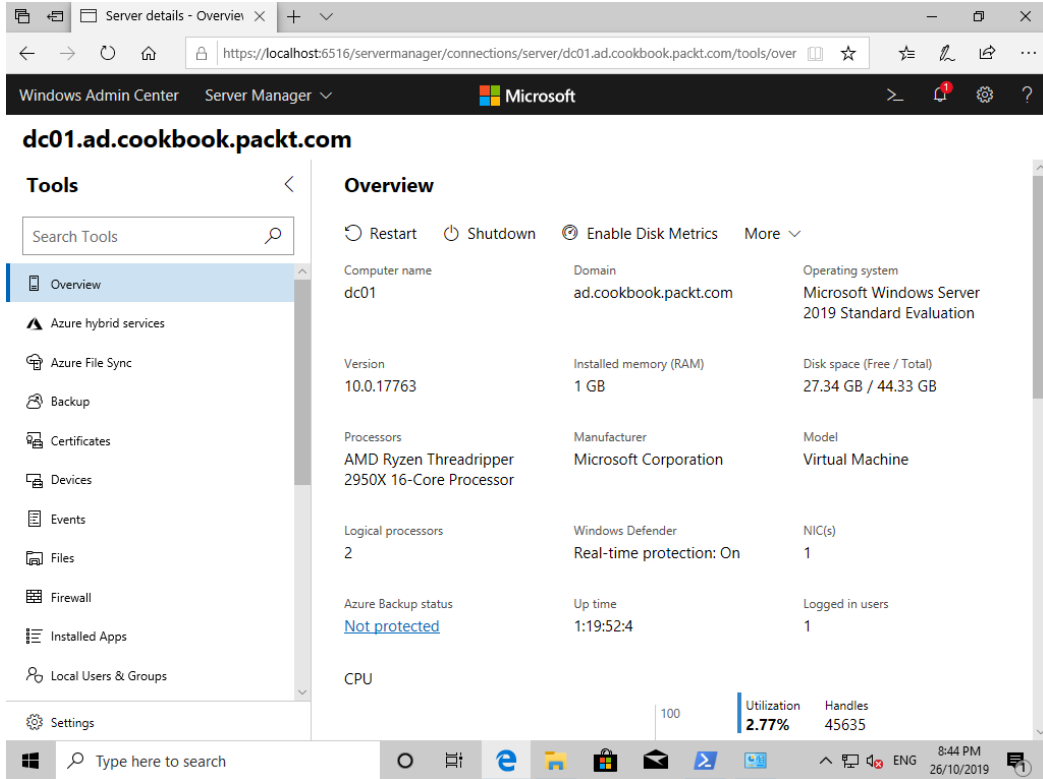 Server details - Overview
https://localhost:6516/servermanager/connections/server/dc01.ad.cookbook.packt.com/tools/over
Windows Admin Center Server Manager Microsoft 1 ?
dc01.ad.cookbook.packt.com
Tools
Search Tools
Overview
Azure hybrid services
Azure File Sync
Backup
Certificates
Devices
Events
Files
Firewall
Installed Apps
Local Users & Groups
Settings
Overview
Restart Shutdown Enable Disk Metrics More
Computer name Domain Operating system
dc01 ad.cookbook.packt.com Microsoft Windows Server
2019 Standard Evaluation
Version Installed memory (RAM) Disk space (Free / Total)
10.0.17763 1 GB 27.34 GB / 44.33 GB
Processors Manufacturer Model
AMD Ryzen Threadripper Microsoft Corporation Virtual Machine
2950X 16-Core Processor
Logical processors Windows Defender NIC(s)
2 Real-time protection: On 1
Azure Backup status Up time Logged in users
Not protected 1:19:52:4 1
CPU
100 Utilization Handles
2.77% 45635
Type here to search ENG 8:44 PM
26/10/2019 1